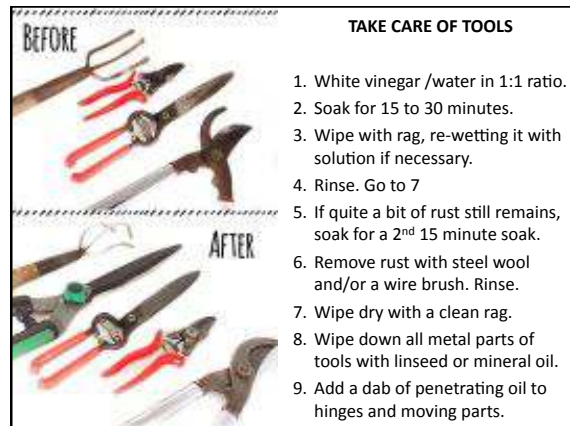 BEFORE
AFTER
TAKE CARE OF TOOLS
1. White vinegar /water in 1:1 ratio.
2. Soak for 15 to 30 minutes.
3. Wipe with rag, re-wetting it with
solution if necessary.
4. Rinse. Go to 7
5. If quite a bit of rust still remains,
soak for a 2nd 15 minute soak.
6. Remove rust with steel wool
and/or a wire brush. Rinse.
7. Wipe dry with a clean rag.
8. Wipe down all metal parts of
tools with linseed or mineral oil.
9. Add a dab of penetrating oil to
hinges and moving parts.